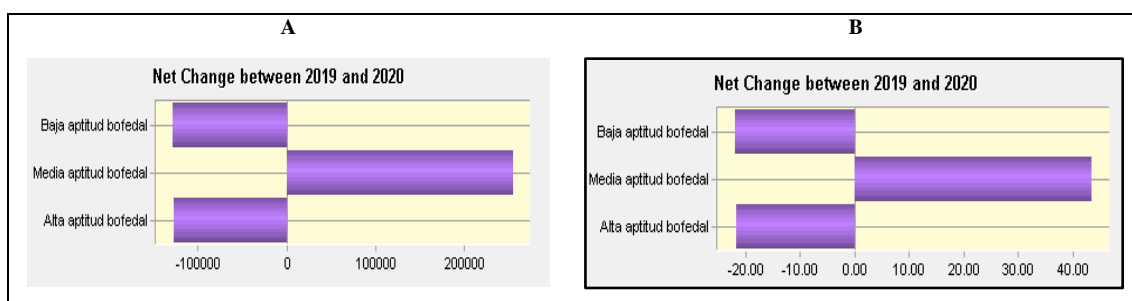 A
B
Net Change between 2019 and 2020
Baja aptitud bofedal
Media aptitud bofedal
Alta aptitud bofedal
-100000 0 100000 200000
Net Change between 2019 and 2020
Baja aptitud bofedal
Media aptitud bofedal
Alta aptitud bofedal
-20.00 -10.00 0.00 10.00 20.00 30.00 40.00